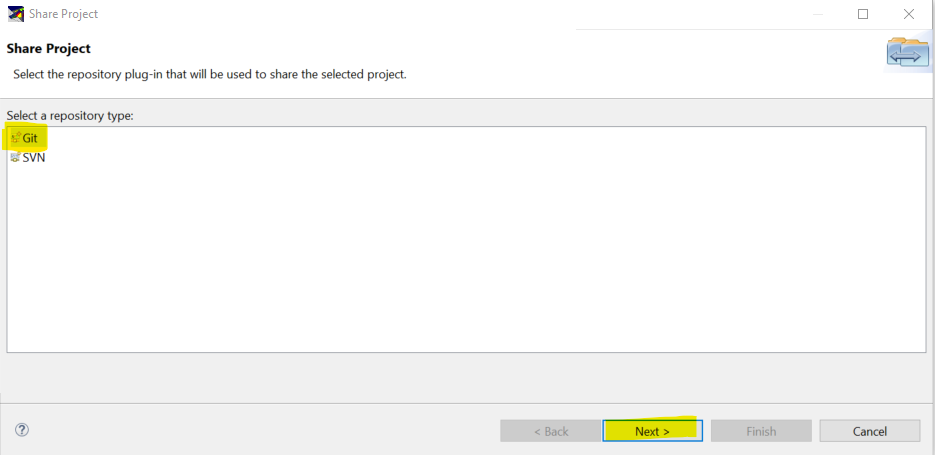 Share Project
Share Project
Select the repository plug-in that will be used to share the selected project.
Select a repository type:
Git
SVN
?
< Back
Next >
Finish
Cancel